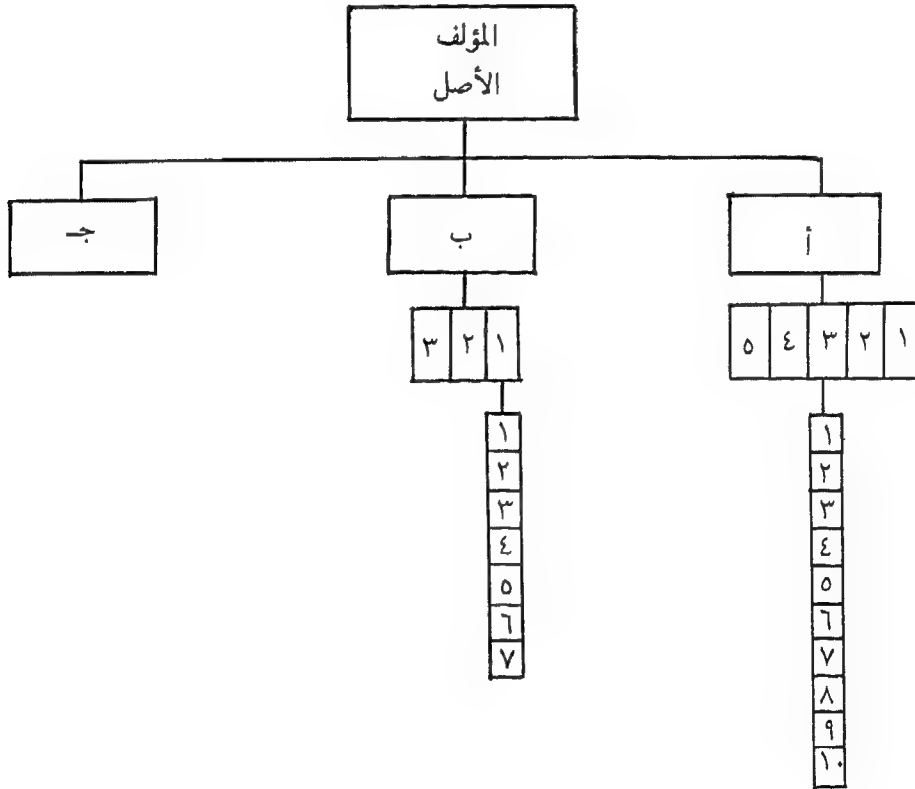 المؤلف
الأصل
أ
ب
جـ
١ ٢ ٣ ٤ ٥
١ ٢ ٣
١
٢
٣
٤
٥
٦
٧
٨
٩
١٠
١
٢
٣
٤
٥
٦
٧